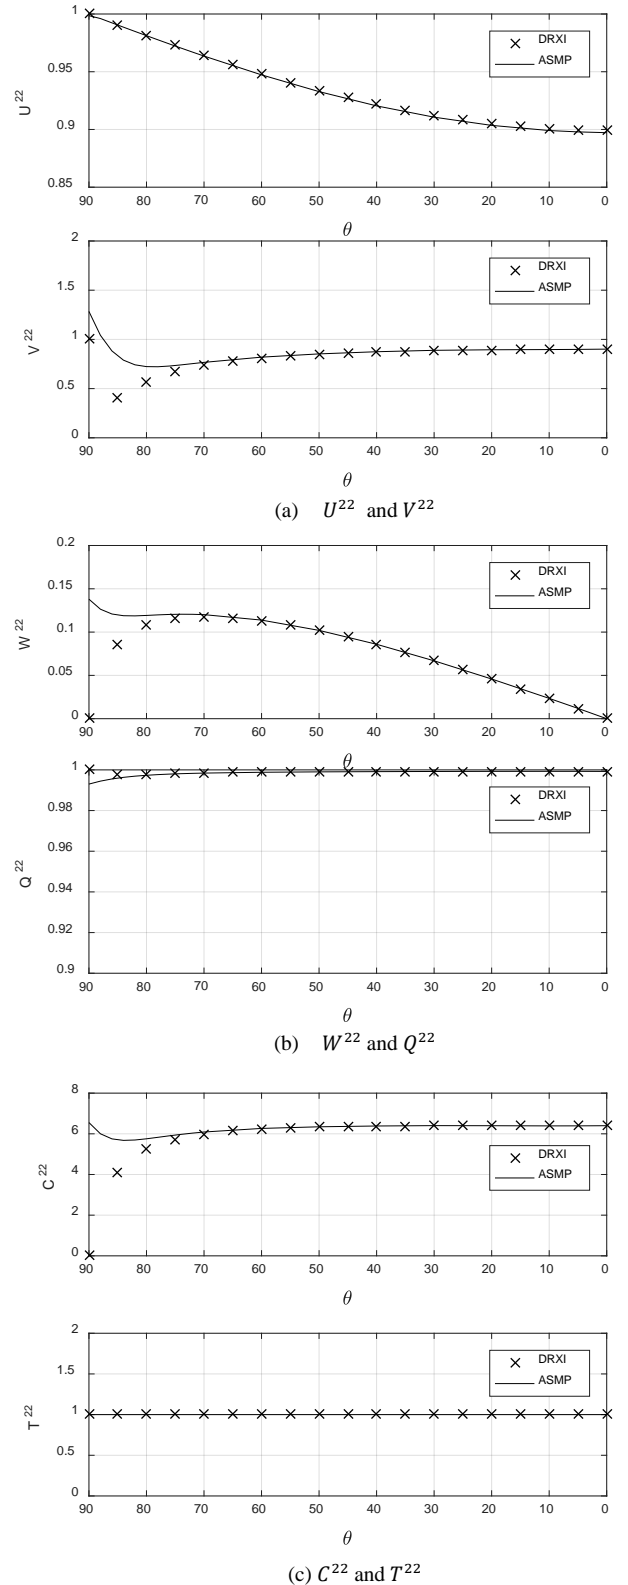 1
0.95
0.9
0.85
U 22
90 80 70 60 50 40 30 20 10 0
θ
DRXI
ASMP
2
1.5
1
0.5
0
V 22
90 80 70 60 50 40 30 20 10 0
θ
DRXI
ASMP
(a) U²² and V²²
0.2
0.15
0.1
0.05
0
W 22
90 80 70 60 50 40 30 20 10 0
θ
DRXI
ASMP
1
0.98
0.96
0.94
0.92
0.9
Q 22
90 80 70 60 50 40 30 20 10 0
θ
DRXI
ASMP
(b) W²² and Q²²
8
6
4
2
0
C 22
90 80 70 60 50 40 30 20 10 0
θ
DRXI
ASMP
2
1.5
1
0.5
0
T 22
90 80 70 60 50 40 30 20 10 0
θ
DRXI
ASMP
(c) C²² and T²²